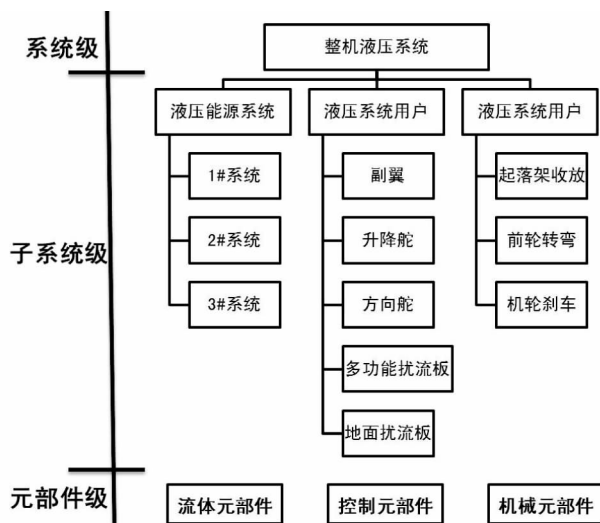 系统级
整机液压系统
液压能源系统
液压系统用户
液压系统用户
子系统级
1#系统
2#系统
3#系统
副翼
升降舵
方向舵
多功能扰流板
地面扰流板
起落架收放
前轮转弯
机轮刹车
元部件级
流体元部件
控制元部件
机械元部件